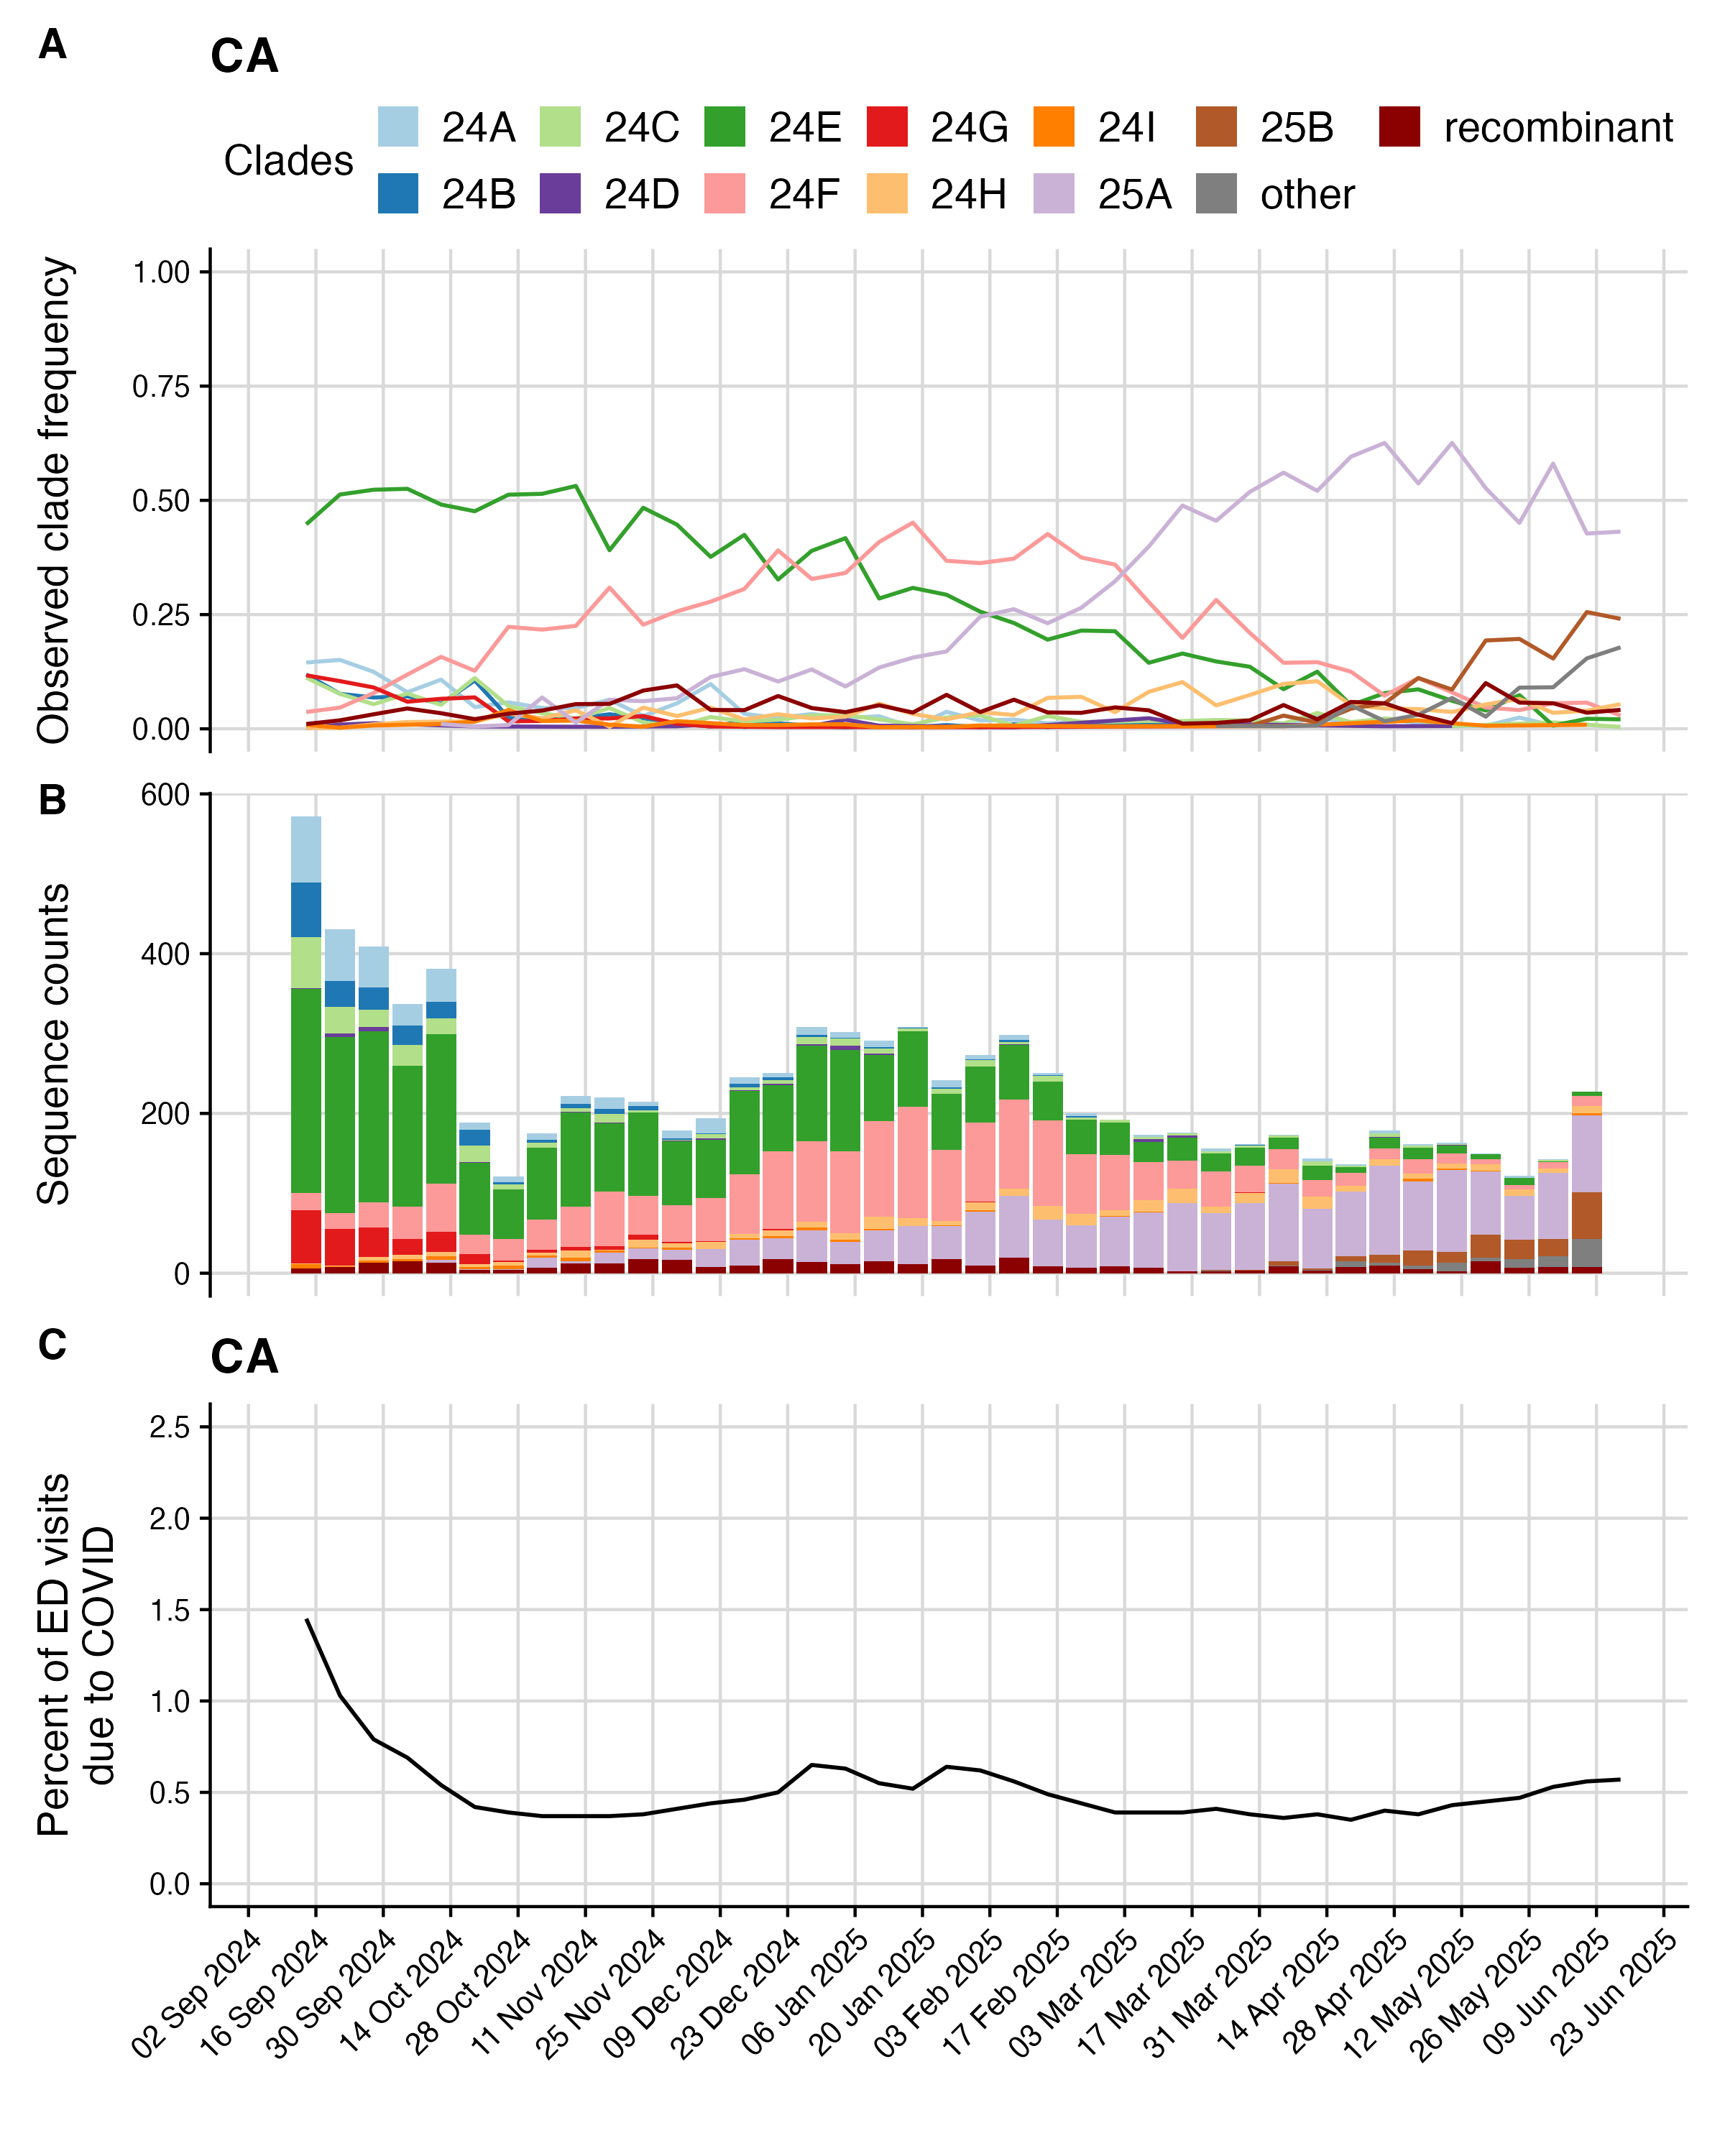 A
CA
Clades
24A 24C 24E 24G 24I 25B recombinant
24B 24D 24F 24H 25A other
Observed clade frequency
1.00
0.75
0.50
0.25
0.00
B
Sequence counts
600
400
200
0
C
CA
Percent of ED visits
due to COVID
2.5
2.0
1.5
1.0
0.5
0.0
02 Sep 2024
16 Sep 2024
30 Sep 2024
14 Oct 2024
28 Oct 2024
11 Nov 2024
25 Nov 2024
09 Dec 2024
23 Dec 2024
06 Jan 2025
20 Jan 2025
03 Feb 2025
17 Feb 2025
03 Mar 2025
17 Mar 2025
31 Mar 2025
14 Apr 2025
28 Apr 2025
12 May 2025
26 May 2025
09 Jun 2025
23 Jun 2025